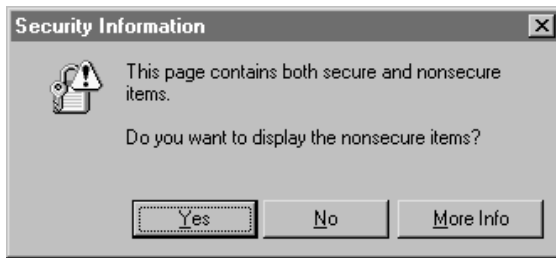 Security Information
This page contains both secure and nonsecure
items.
Do you want to display the nonsecure items?
Yes
No
More Info